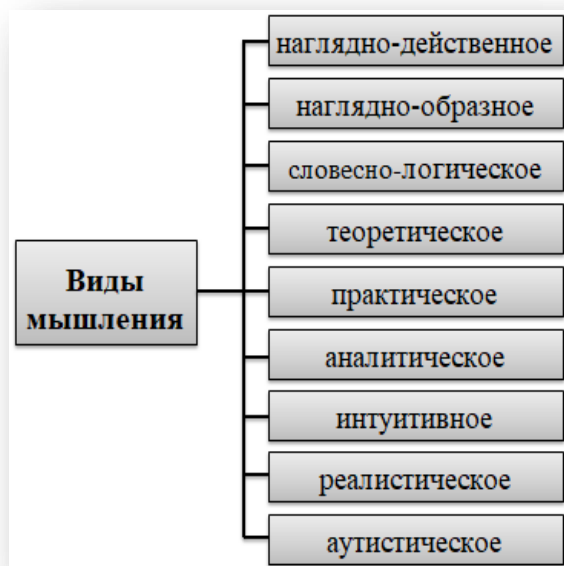 наглядно-действенное
наглядно-образное
словесно-логическое
теоретическое
Виды
мышления
практическое
аналитическое
интуитивное
реалистическое
аутистическое